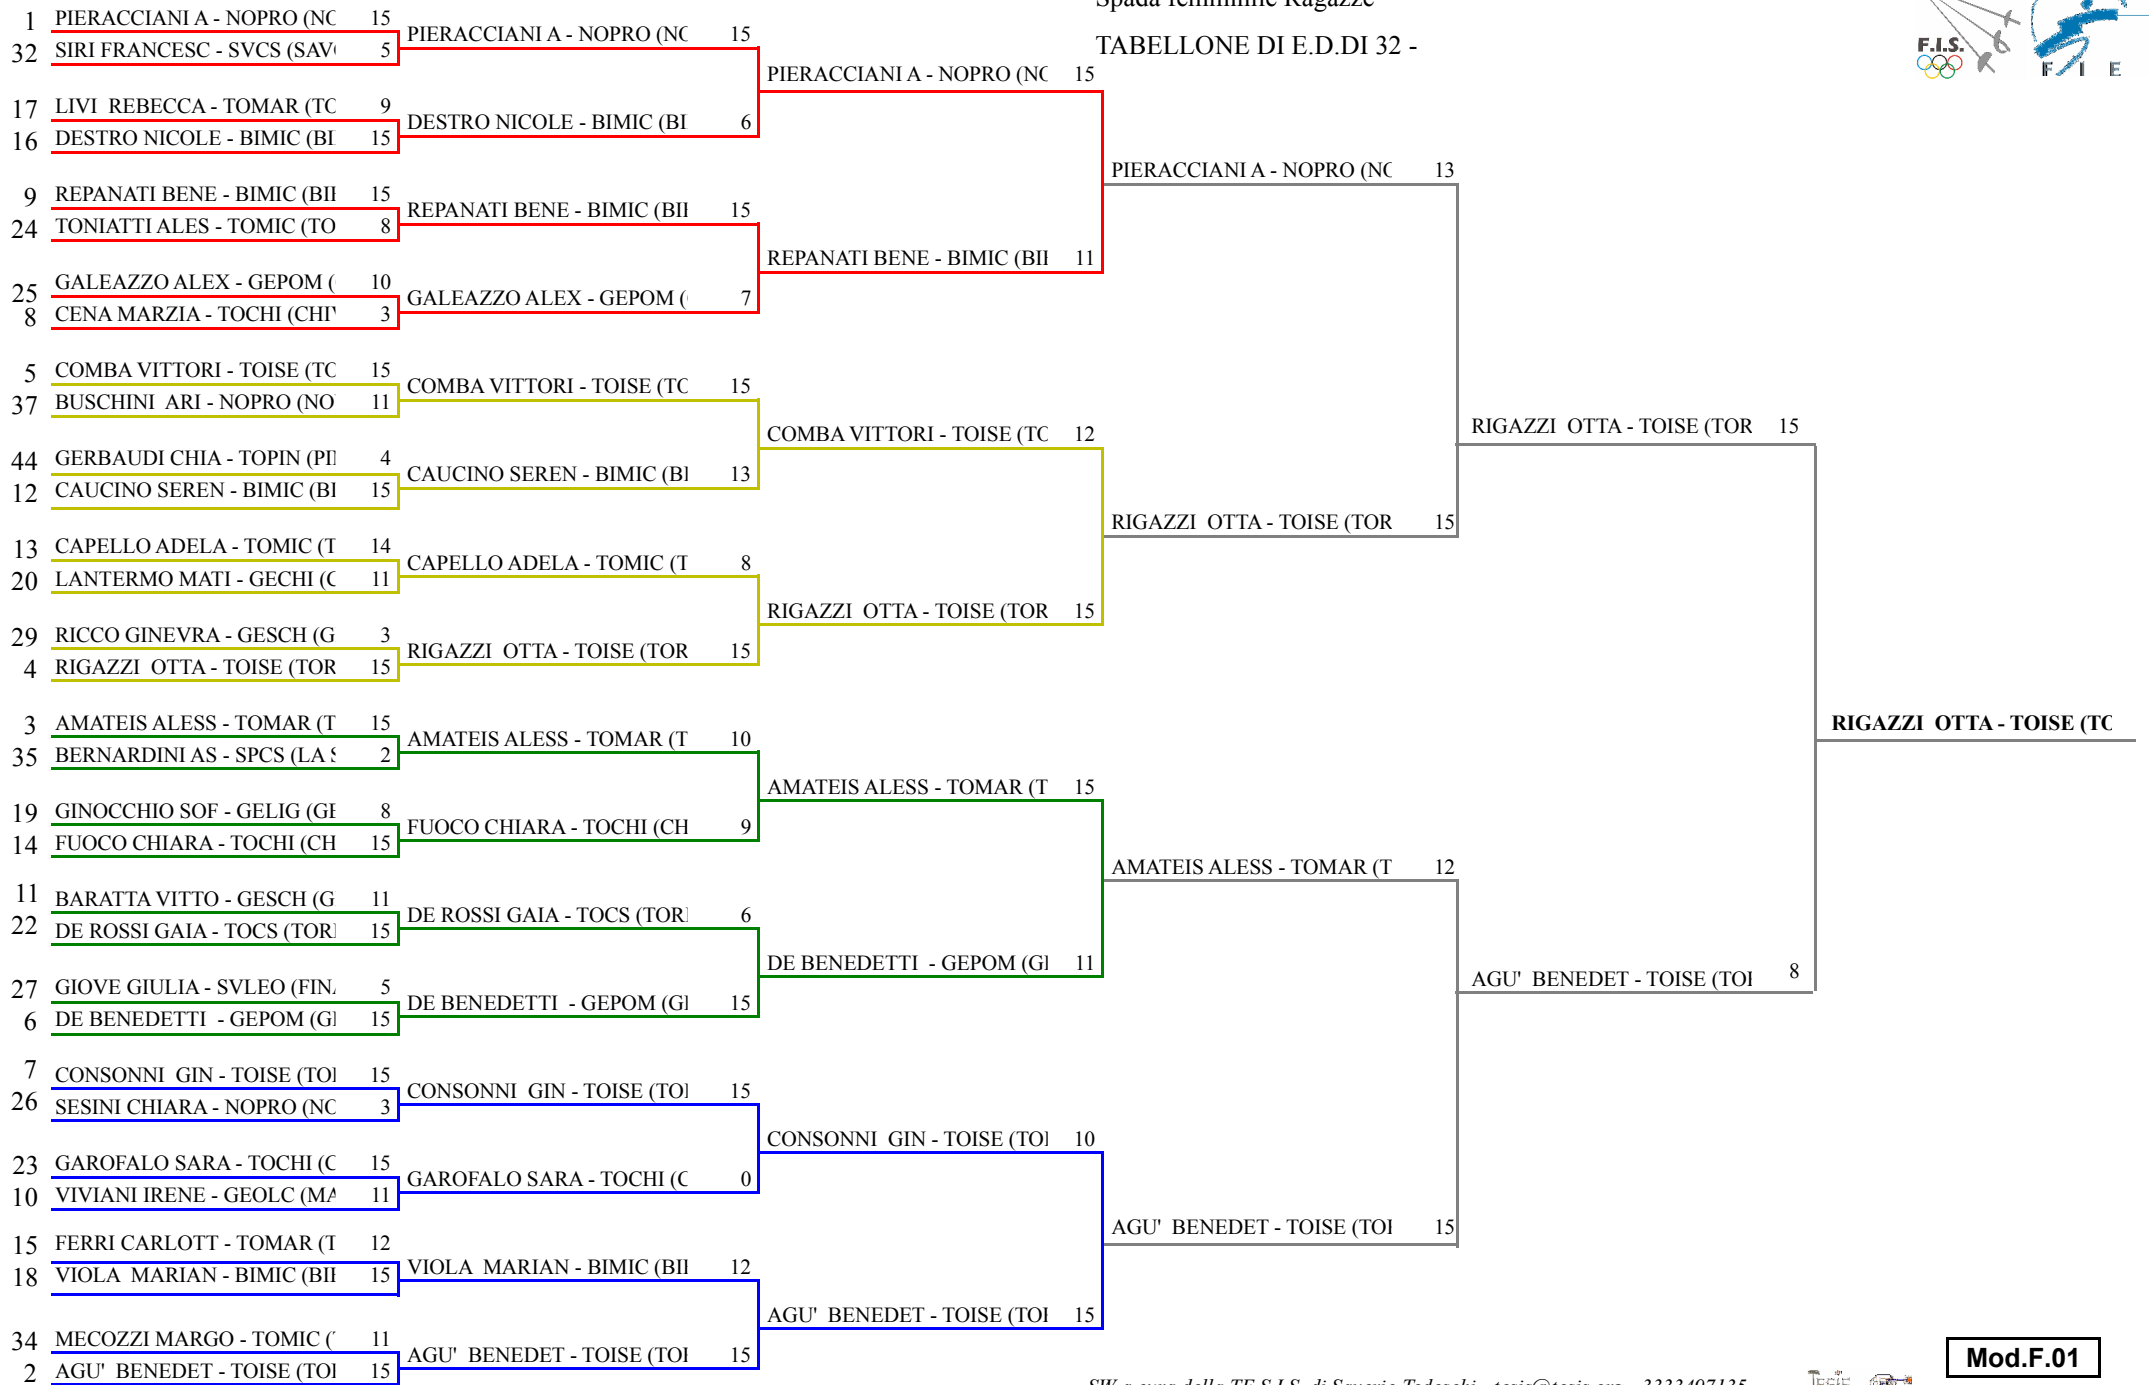 Spada femminile Ragazze
TABELLONE DI E.D.DI 32 -
F.I.S.
F I E
1 PIERACCIANI A - NOPRO (NC 15
32 SIRI FRANCESC - SVCS (SAV 5
17 LIVI REBECCA - TOMAR (TC 9
16 DESTRO NICOLE - BIMIC (BI 15
9 REPANATI BENE - BIMIC (BII 15
24 TONIATTI ALES - TOMIC (TO 8
25 GALEAZZO ALEX - GEPOM ( 10
8 CENA MARZIA - TOCHI (CHI 3
5 COMBA VITTORI - TOISE (TC 15
37 BUSCHINI ARI - NOPRO (NO 11
44 GERBAUDI CHIA - TOPIN (PI 4
12 CAUCINO SEREN - BIMIC (BI 15
13 CAPELLO ADELA - TOMIC (T 14
20 LANTERMO MATI - GECHI (C 11
29 RICCO GINEVRA - GESCH (G 3
4 RIGAZZI OTTA - TOISE (TOR 15
3 AMATEIS ALESS - TOMAR (T 15
35 BERNARDINI AS - SPCS (LA S 2
19 GINOCCHIO SOF - GELIG (GE 8
14 FUOCO CHIARA - TOCHI (CH 15
11 BARATTA VITTO - GESCH (G 11
22 DE ROSSI GAIA - TOCS (TORI 15
27 GIOVE GIULIA - SVLEO (FIN 5
6 DE BENEDETTI - GEPOM (GI 15
7 CONSONNI GIN - TOISE (TOI 15
26 SESINI CHIARA - NOPRO (NC 3
23 GAROFALO SARA - TOCHI (C 15
10 VIVIANI IRENE - GEOLC (MA 11
15 FERRI CARLOTT - TOMAR (T 12
18 VIOLA MARIAN - BIMIC (BII 15
34 MECOZZI MARGO - TOMIC ( 11
2 AGU' BENEDET - TOISE (TOI 15
PIERACCIANI A - NOPRO (NC 15
DESTRO NICOLE - BIMIC (BI 6
REPANATI BENE - BIMIC (BII 15
GALEAZZO ALEX - GEPOM ( 7
COMBA VITTORI - TOISE (TC 15
CAUCINO SEREN - BIMIC (BI 13
CAPELLO ADELA - TOMIC (T 8
RIGAZZI OTTA - TOISE (TOR 15
AMATEIS ALESS - TOMAR (T 10
FUOCO CHIARA - TOCHI (CH 9
DE ROSSI GAIA - TOCS (TORI 6
DE BENEDETTI - GEPOM (GI 15
CONSONNI GIN - TOISE (TOI 15
GAROFALO SARA - TOCHI (C 0
VIOLA MARIAN - BIMIC (BII 12
AGU' BENEDET - TOISE (TOI 15
PIERACCIANI A - NOPRO (NC 15
REPANATI BENE - BIMIC (BII 11
COMBA VITTORI - TOISE (TC 12
RIGAZZI OTTA - TOISE (TOR 15
AMATEIS ALESS - TOMAR (T 15
DE BENEDETTI - GEPOM (GI 11
CONSONNI GIN - TOISE (TOI 10
AGU' BENEDET - TOISE (TOI 15
PIERACCIANI A - NOPRO (NC 13
RIGAZZI OTTA - TOISE (TOR 15
AMATEIS ALESS - TOMAR (T 12
AGU' BENEDET - TOISE (TOI 15
RIGAZZI OTTA - TOISE (TOR 15
AGU' BENEDET - TOISE (TOI 8
RIGAZZI OTTA - TOISE (TC
Mod.F.01
SW a cura della TE.S.I.S. di Saverio Tedeschi - tesis@tesis.org - 3333497135